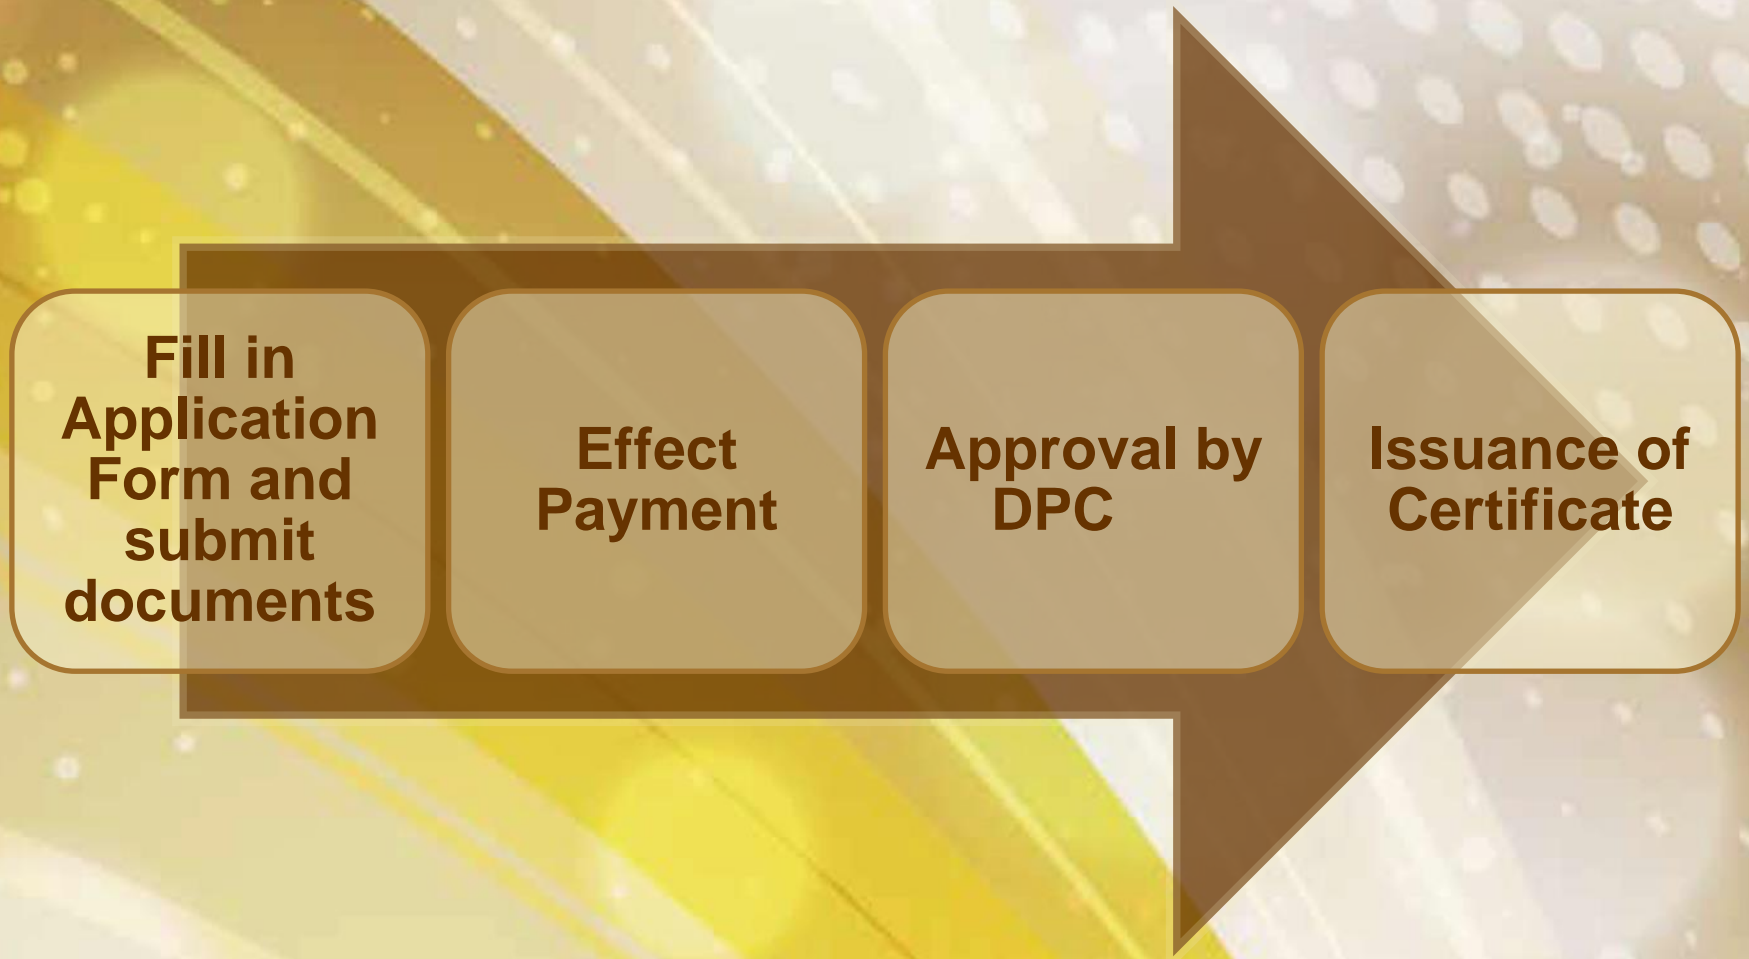 Fill in
Application
Form and
submit
documents
Effect
Payment
Approval by
DPC
Issuance of
Certificate